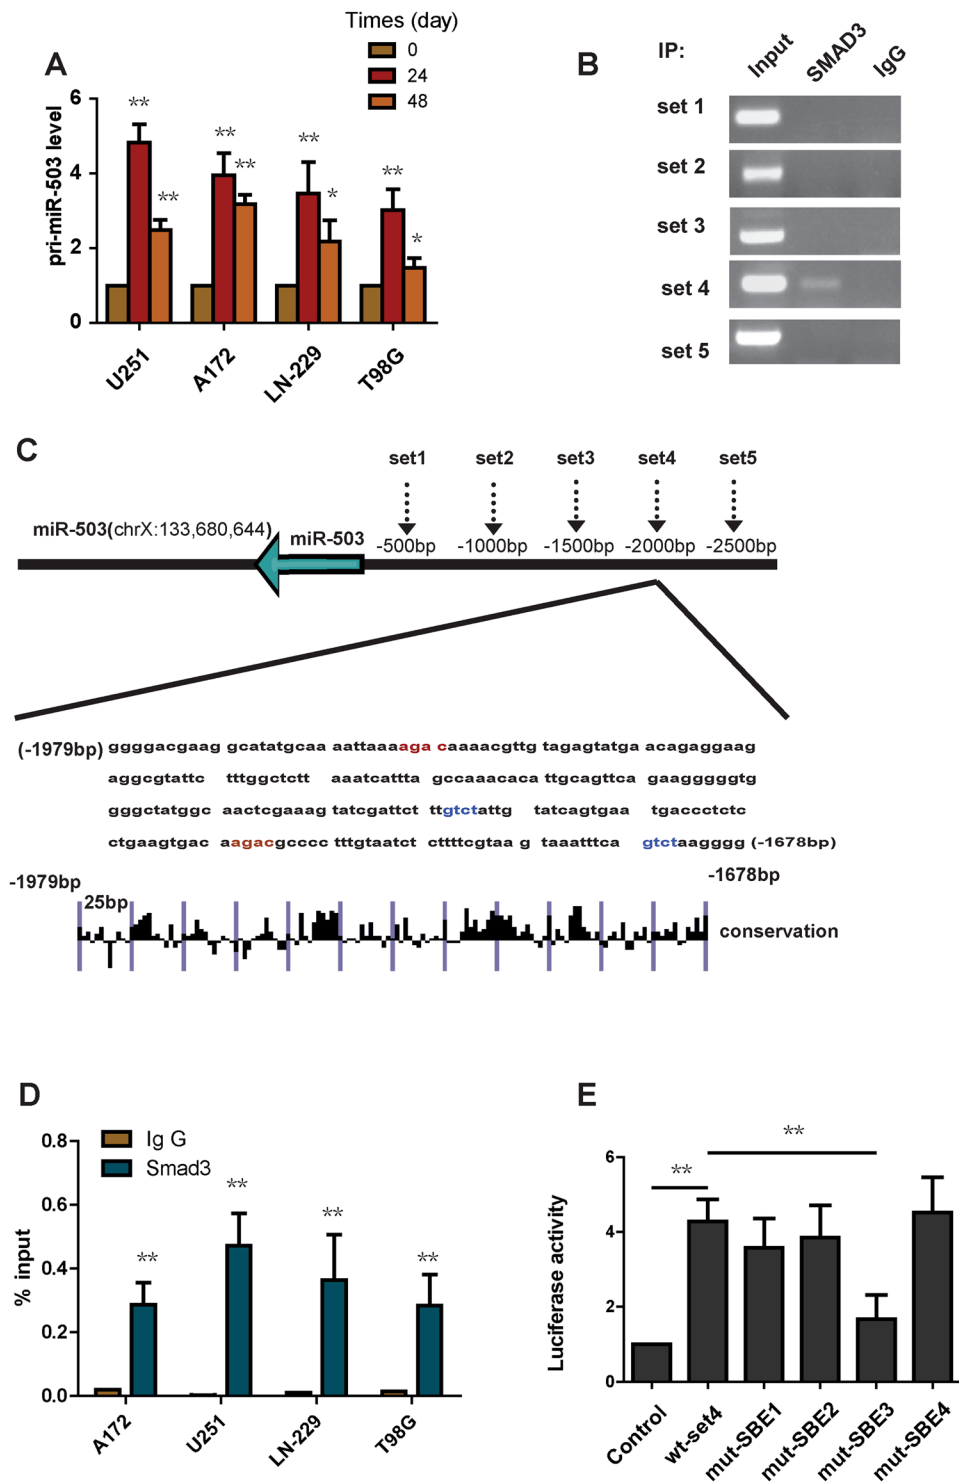 Times (day)
0
24
48
A
pri-miR-503 level
6
4
2
0
** ** ** ** ** * ** *
U251 A172 LN-229 T98G
B
IP: Input SMAD3 IgG
set 1
set 2
set 3
set 4
set 5
C
set1 set2 set3 set4 set5
miR-503(chrX:133,680,644) miR-503 -500bp -1000bp -1500bp -2000bp -2500bp
(-1979bp) ggggacgaag ggcatatgcaa aattaaaaga caaaacgttg tagagtatga acagaggaag
aggcgtattc tttggctctt aaatcattta gccaaacaca ttgcagttca gaagggggtg
gggctatggc aactcgaaag tatcgattct ttgtctattg tatcagtgaa tgaccctctc
ctgaagtgac aagacgcccc tttgtaatct cttttcgtaa g taaatttca gtctaagggg (-1678bp)
-1979bp -1678bp
25bp
conservation
D
% input
Ig G
Smad3
0.8
0.6
0.4
0.2
0.0
** ** ** **
A172 U251 LN-229 T98G
E
Luciferase activity
6
4
2
0
** **
Control wt-set4 mut-SBE1 mut-SBE2 mut-SBE3 mut-SBE4